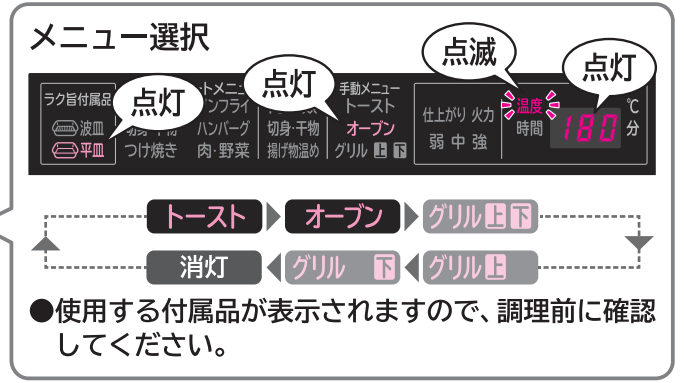 メニュー選択
点滅
点灯
点灯
点灯
ラク旨付属品
波皿
平皿
つけ焼き
ハンバーグ
肉・野菜
切身・干物
揚げ物温め
手動メニュー
トースト
オーブン
グリル 上 下
仕上がり 火力
弱 中 強
温度
時間
180
℃
分
トースト オーブン グリル上下
消灯 グリル 下 グリル上
●使用する付属品が表示されますので、調理前に確認
してください。